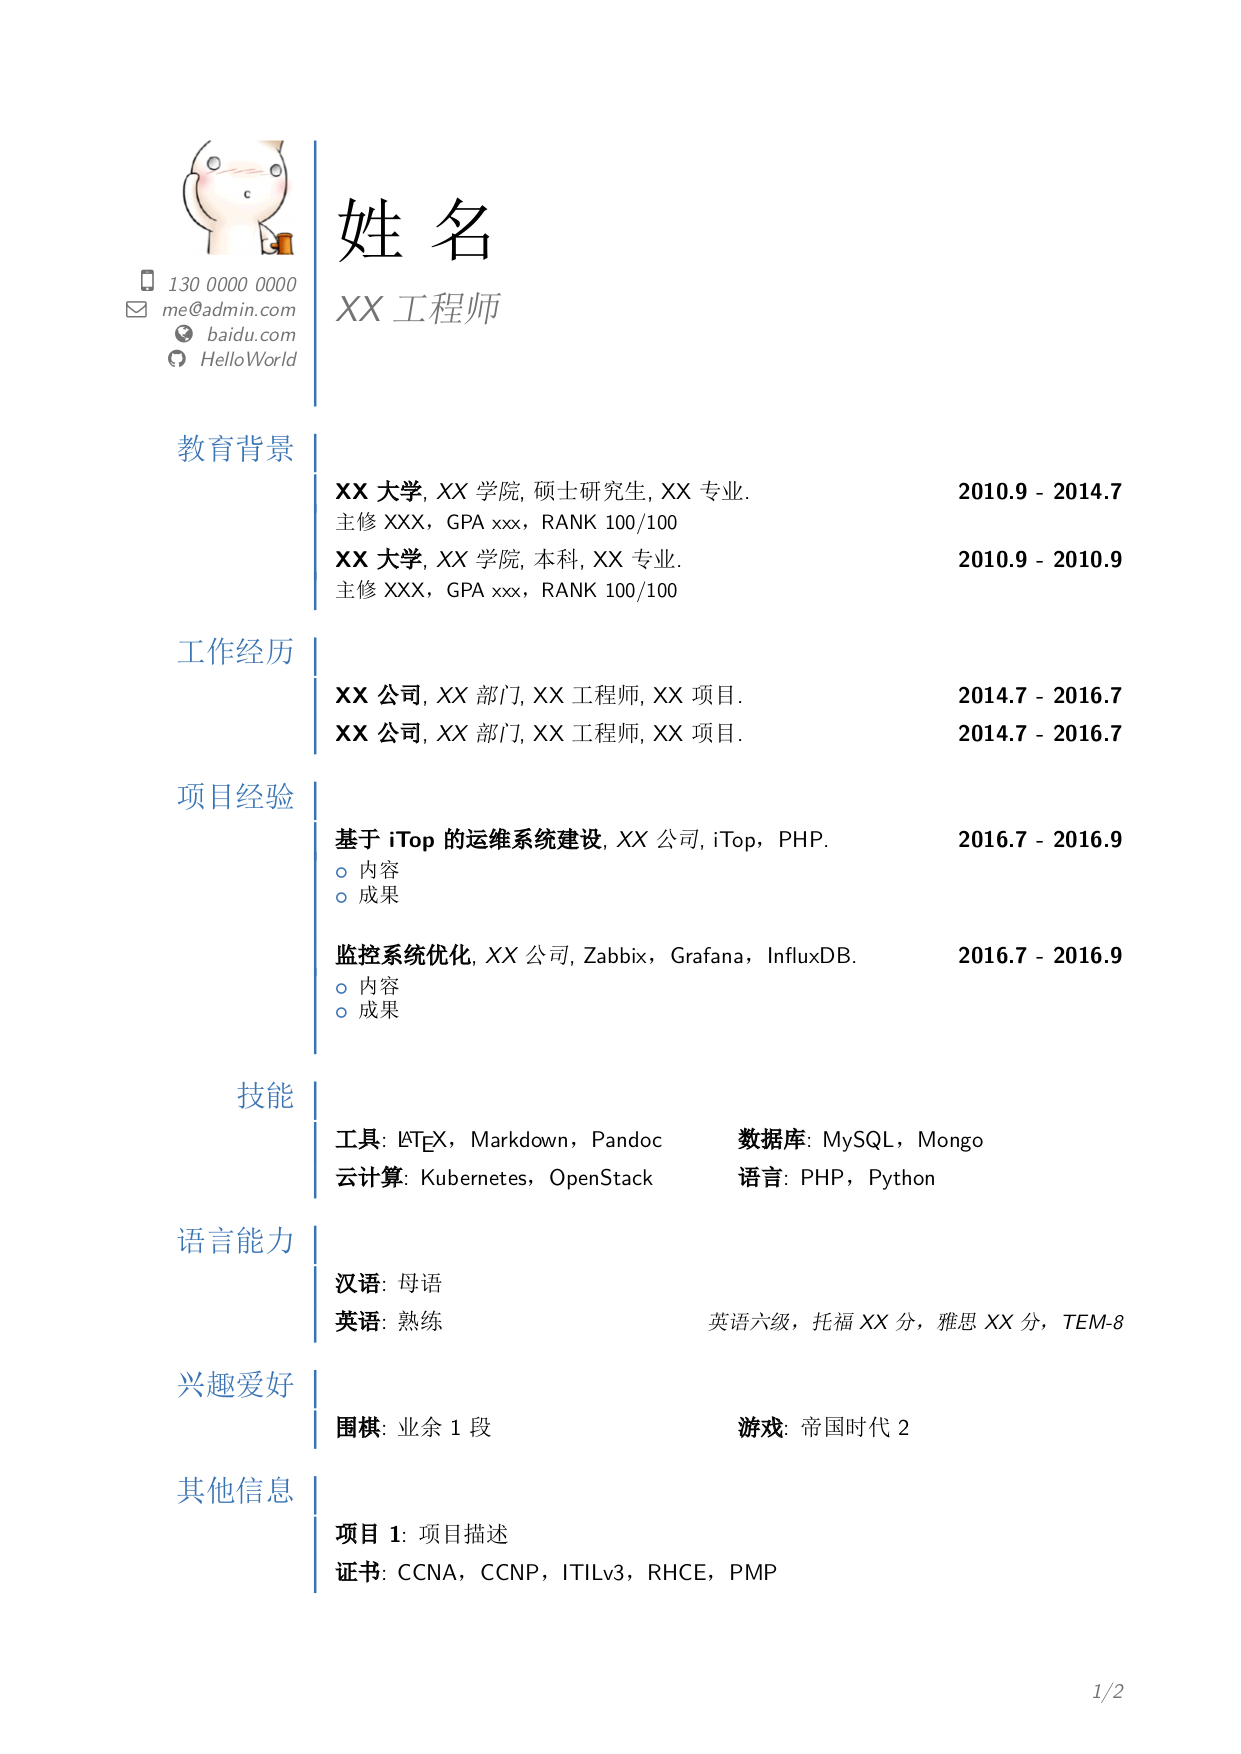 姓 名
XX 工程师
130 0000 0000
me@admin.com
baidu.com
HelloWorld
教育背景
XX 大学, XX 学院, 硕士研究生, XX 专业. 2010.9 - 2014.7
主修 XXX，GPA xxx，RANK 100/100
XX 大学, XX 学院, 本科, XX 专业. 2010.9 - 2010.9
主修 XXX，GPA xxx，RANK 100/100
工作经历
XX 公司, XX 部门, XX 工程师, XX 项目. 2014.7 - 2016.7
XX 公司, XX 部门, XX 工程师, XX 项目. 2014.7 - 2016.7
项目经验
基于 iTop 的运维系统建设, XX 公司, iTop，PHP. 2016.7 - 2016.9
内容
成果
监控系统优化, XX 公司, Zabbix，Grafana，InfluxDB. 2016.7 - 2016.9
内容
成果
技能
工具: LATEX，Markdown，Pandoc 数据库: MySQL，Mongo
云计算: Kubernetes，OpenStack 语言: PHP，Python
语言能力
汉语: 母语
英语: 熟练 英语六级，托福 XX 分，雅思 XX 分，TEM-8
兴趣爱好
围棋: 业余 1 段 游戏: 帝国时代 2
其他信息
项目 1: 项目描述
证书: CCNA，CCNP，ITILv3，RHCE，PMP
1/2